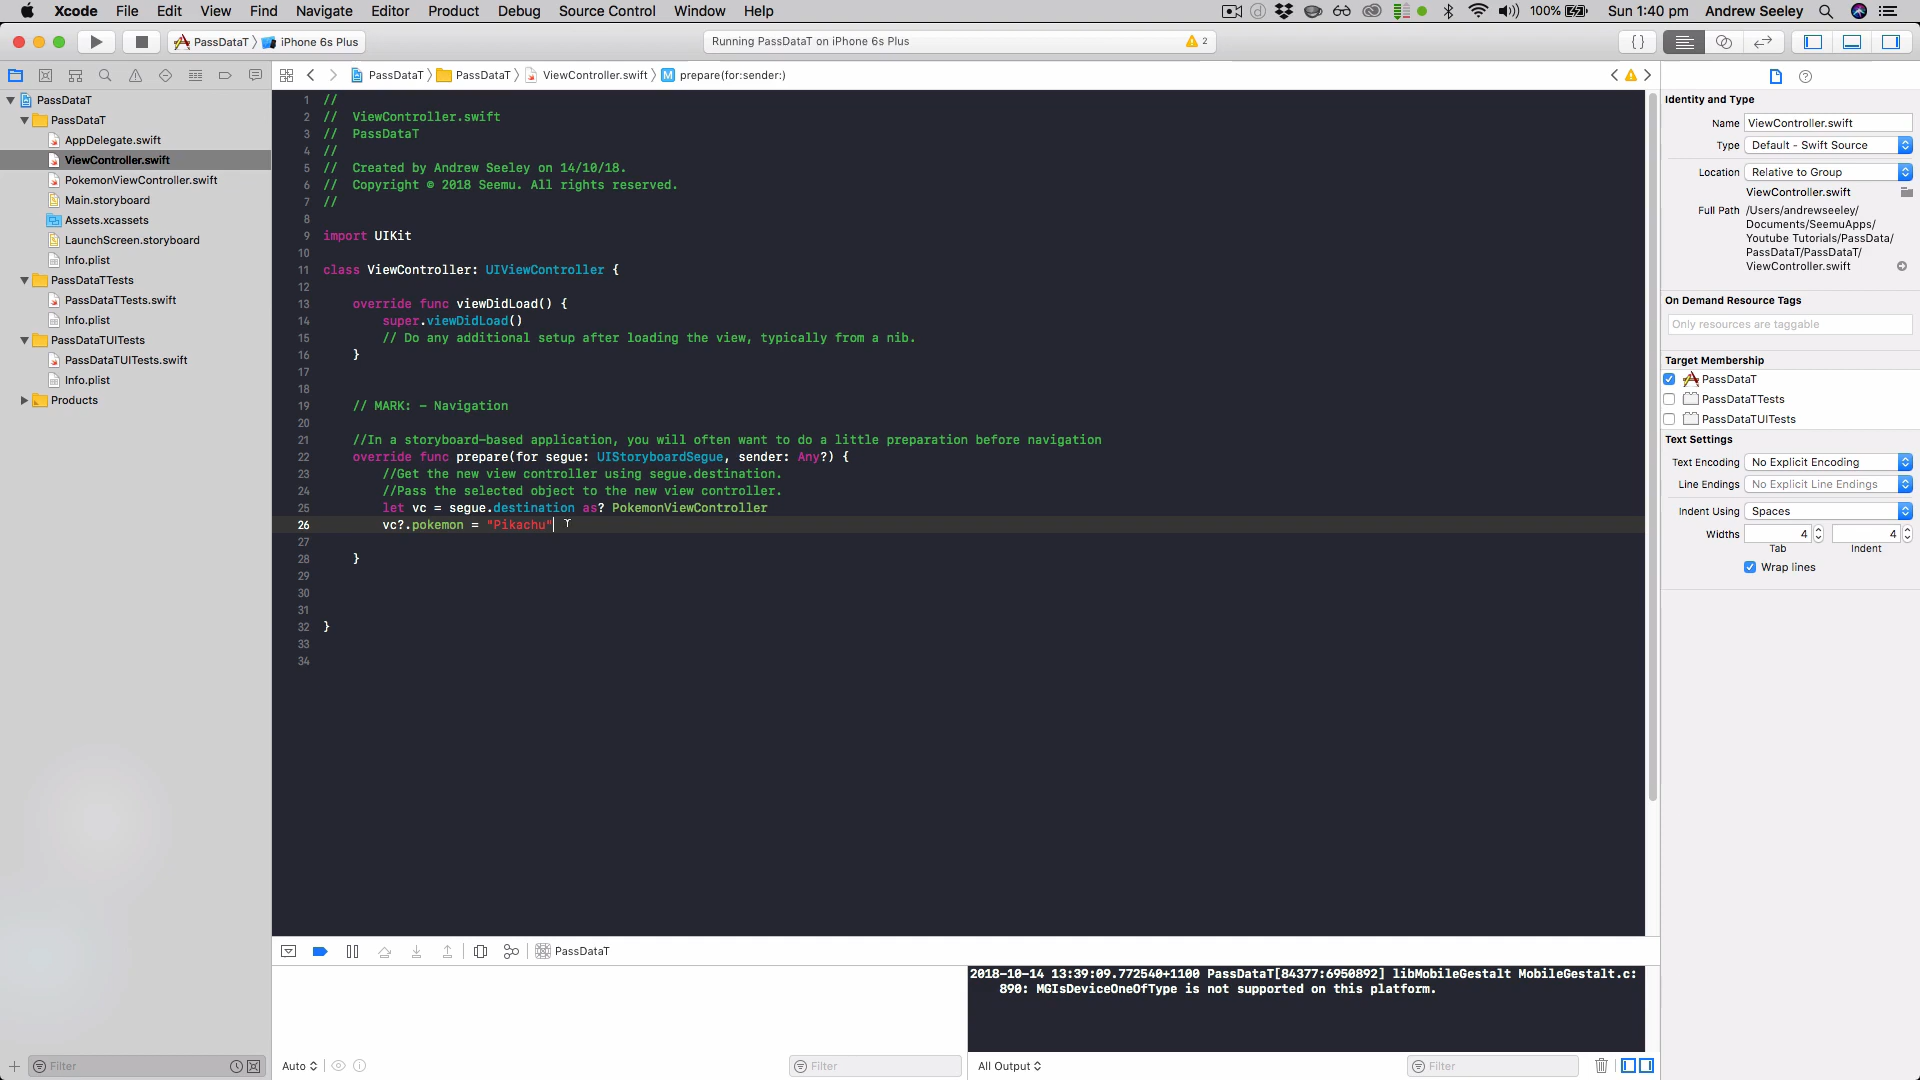 Xcode File Edit View Find Navigate Editor Product Debug Source Control Window Help 100% Sun 1:40 pm Andrew Seeley
PassDataT iPhone 6s Plus Running PassDataT on iPhone 6s Plus 2
PassDataT PassDataT ViewController.swift M prepare(for:sender:)
PassDataT
PassDataT
AppDelegate.swift
ViewController.swift
PokemonViewController.swift
Main.storyboard
Assets.xcassets
LaunchScreen.storyboard
Info.plist
PassDataTTests
PassDataTTests.swift
Info.plist
PassDataTUITests
PassDataTUITests.swift
Info.plist
Products
Filter
1 //
2 // ViewController.swift
3 // PassDataT
4 //
5 // Created by Andrew Seeley on 14/10/18.
6 // Copyright © 2018 Seemu. All rights reserved.
7 //
8
9 import UIKit
10
11 class ViewController: UIViewController {
12
13 override func viewDidLoad() {
14 super.viewDidLoad()
15 // Do any additional setup after loading the view, typically from a nib.
16 }
17
18
19 // MARK: - Navigation
20
21 //In a storyboard-based application, you will often want to do a little preparation before navigation
22 override func prepare(for segue: UIStoryboardSegue, sender: Any?) {
23 //Get the new view controller using segue.destination.
24 //Pass the selected object to the new view controller.
25 let vc = segue.destination as? PokemonViewController
26 vc?.pokemon = "Pikachu"
27
28 }
29
30
31
32 }
33
34
PassDataT
Auto
Filter
2018-10-14 13:39:09.772540+1100 PassDataT[84377:6950892] libMobileGestalt MobileGestalt.c:
890: MGIsDeviceOneOfType is not supported on this platform.
All Output
Filter
Identity and Type
Name ViewController.swift
Type Default - Swift Source
Location Relative to Group
ViewController.swift
Full Path /Users/andrewseeley/
Documents/SeemuApps/
Youtube Tutorials/PassData/
PassDataT/PassDataT/
ViewController.swift
On Demand Resource Tags
Only resources are taggable
Target Membership
PassDataT
PassDataTTests
PassDataTUITests
Text Settings
Text Encoding No Explicit Encoding
Line Endings No Explicit Line Endings
Indent Using Spaces
Widths 4 4
Tab Indent
Wrap lines